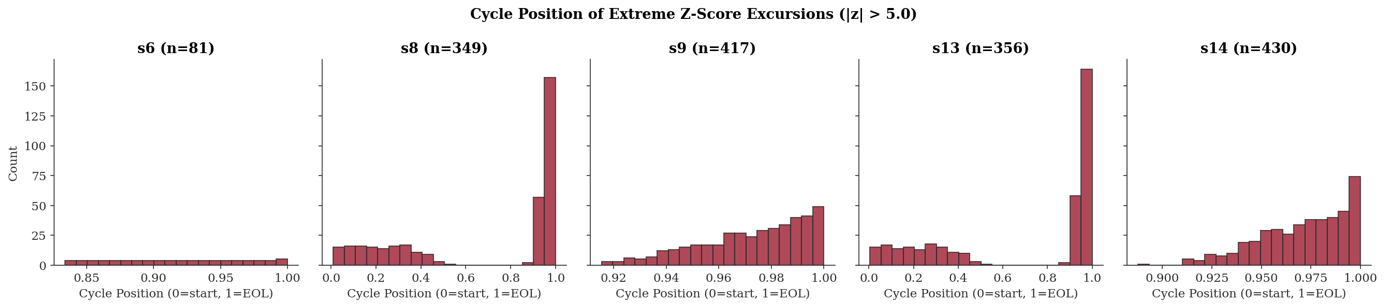 Cycle Position of Extreme Z-Score Excursions (|z| > 5.0)
s6 (n=81)
s8 (n=349)
s9 (n=417)
s13 (n=356)
s14 (n=430)
Count
150
125
100
75
50
25
0
0.85 0.90 0.95 1.00
0.0 0.2 0.4 0.6 0.8 1.0
0.92 0.94 0.96 0.98 1.00
0.0 0.2 0.4 0.6 0.8 1.0
0.900 0.925 0.950 0.975 1.000
Cycle Position (0=start, 1=EOL)
Cycle Position (0=start, 1=EOL)
Cycle Position (0=start, 1=EOL)
Cycle Position (0=start, 1=EOL)
Cycle Position (0=start, 1=EOL)